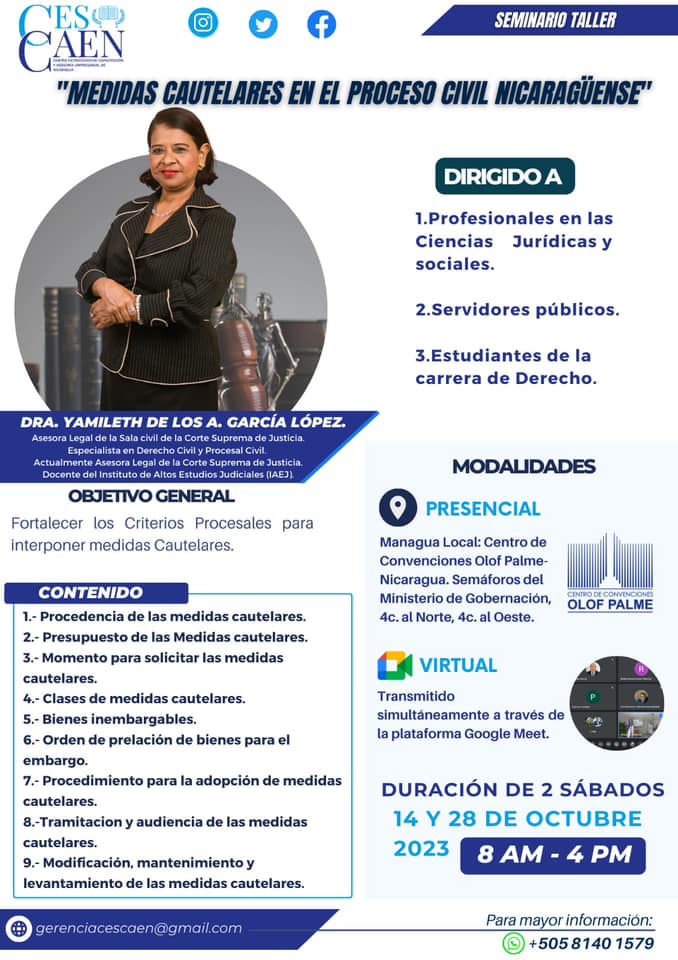 CES
CAEN
CENTRO ESTRATÉGICO DE CAPACITACIÓN
Y ASESORÍA EMPRESARIAL DE
NICARAGUA
SEMINARIO TALLER
"MEDIDAS CAUTELARES EN EL PROCESO CIVIL NICARAGÜENSE"
DIRIGIDO A
1.Profesionales en las
Ciencias Jurídicas y
sociales.
2.Servidores públicos.
3.Estudiantes de la
carrera de Derecho.
DRA. YAMILETH DE LOS A. GARCÍA LÓPEZ.
Asesora Legal de la Sala civil de la Corte Suprema de Justicia.
Especialista en Derecho Civil y Procesal Civil.
Actualmente Asesora Legal de la Corte Suprema de Justicia.
Docente del Instituto de Altos Estudios Judiciales (IAEJ).
OBJETIVO GENERAL
Fortalecer los Criterios Procesales para
interponer medidas Cautelares.
CONTENIDO
1.- Procedencia de las medidas cautelares.
2.- Presupuesto de las Medidas cautelares.
3.- Momento para solicitar las medidas
cautelares.
4.- Clases de medidas cautelares.
5.- Bienes inembargables.
6.- Orden de prelación de bienes para el
embargo.
7.- Procedimiento para la adopción de medidas
cautelares.
8.-Tramitacion y audiencia de las medidas
cautelares.
9.- Modificación, mantenimiento y
levantamiento de las medidas cautelares.
MODALIDADES
PRESENCIAL
Managua Local: Centro de
Convenciones Olof Palme-
Nicaragua. Semáforos del
Ministerio de Gobernación,
4c. al Norte, 4c. al Oeste.
CENTRO DE CONVENCIONES
OLOF PALME
VIRTUAL
Transmitido
simultáneamente a través de
la plataforma Google Meet.
R
P
DURACIÓN DE 2 SÁBADOS
14 Y 28 DE OCTUBRE
2023
8 AM - 4 PM
gerenciacescaen@gmail.com
Para mayor información:
+505 8140 1579